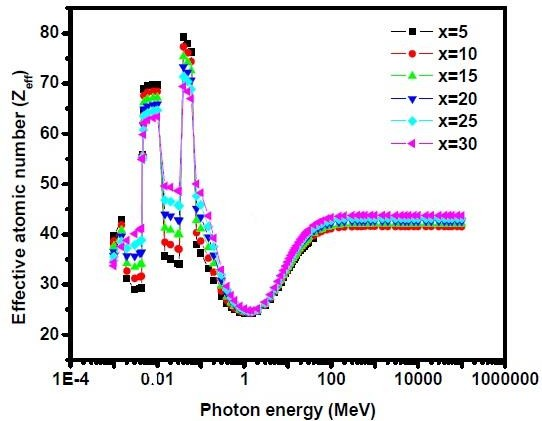 Effective atomic number (Zeff)
80
70
60
50
40
30
20
x=5
x=10
x=15
x=20
x=25
x=30
1E-4 0.01 1 100 10000 1000000
Photon energy (MeV)